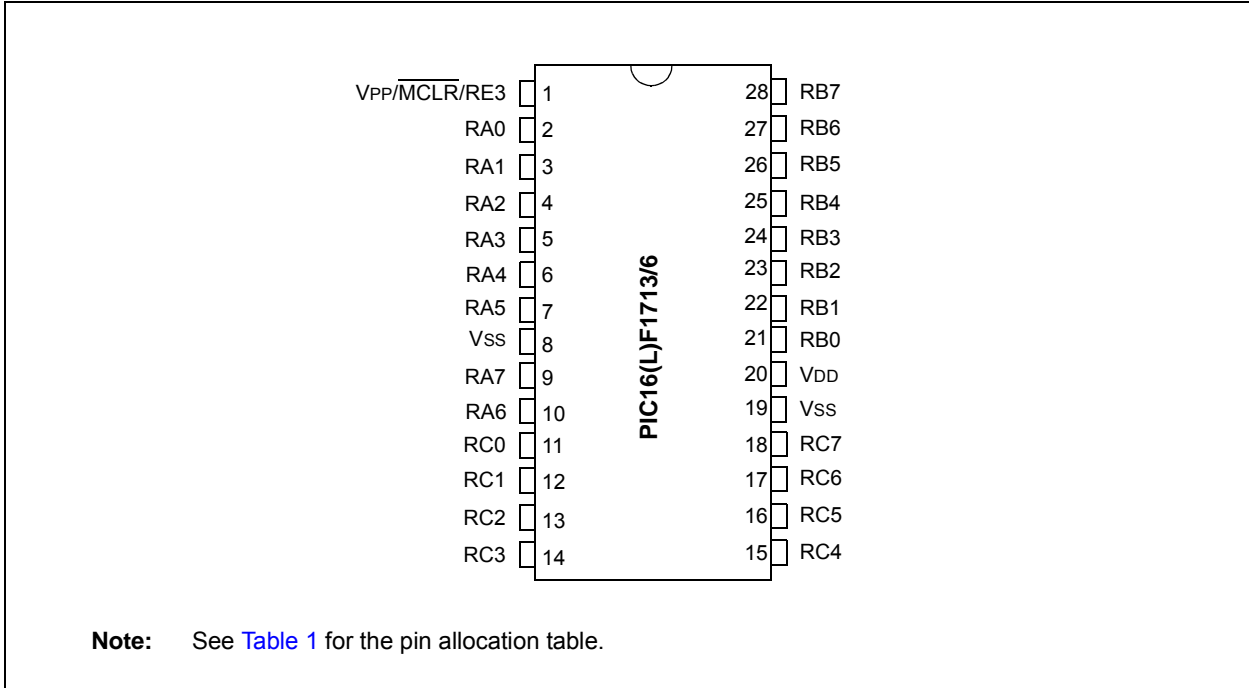 VPP/MCLR/RE3 1 28 RB7
RA0 2 27 RB6
RA1 3 26 RB5
RA2 4 25 RB4
RA3 5 24 RB3
RA4 6 23 RB2
RA5 7 22 RB1
VSS 8 21 RB0
RA7 9 20 VDD
RA6 10 19 VSS
RC0 11 18 RC7
RC1 12 17 RC6
RC2 13 16 RC5
RC3 14 15 RC4
PIC16(L)F1713/6
Note: See Table 1 for the pin allocation table.